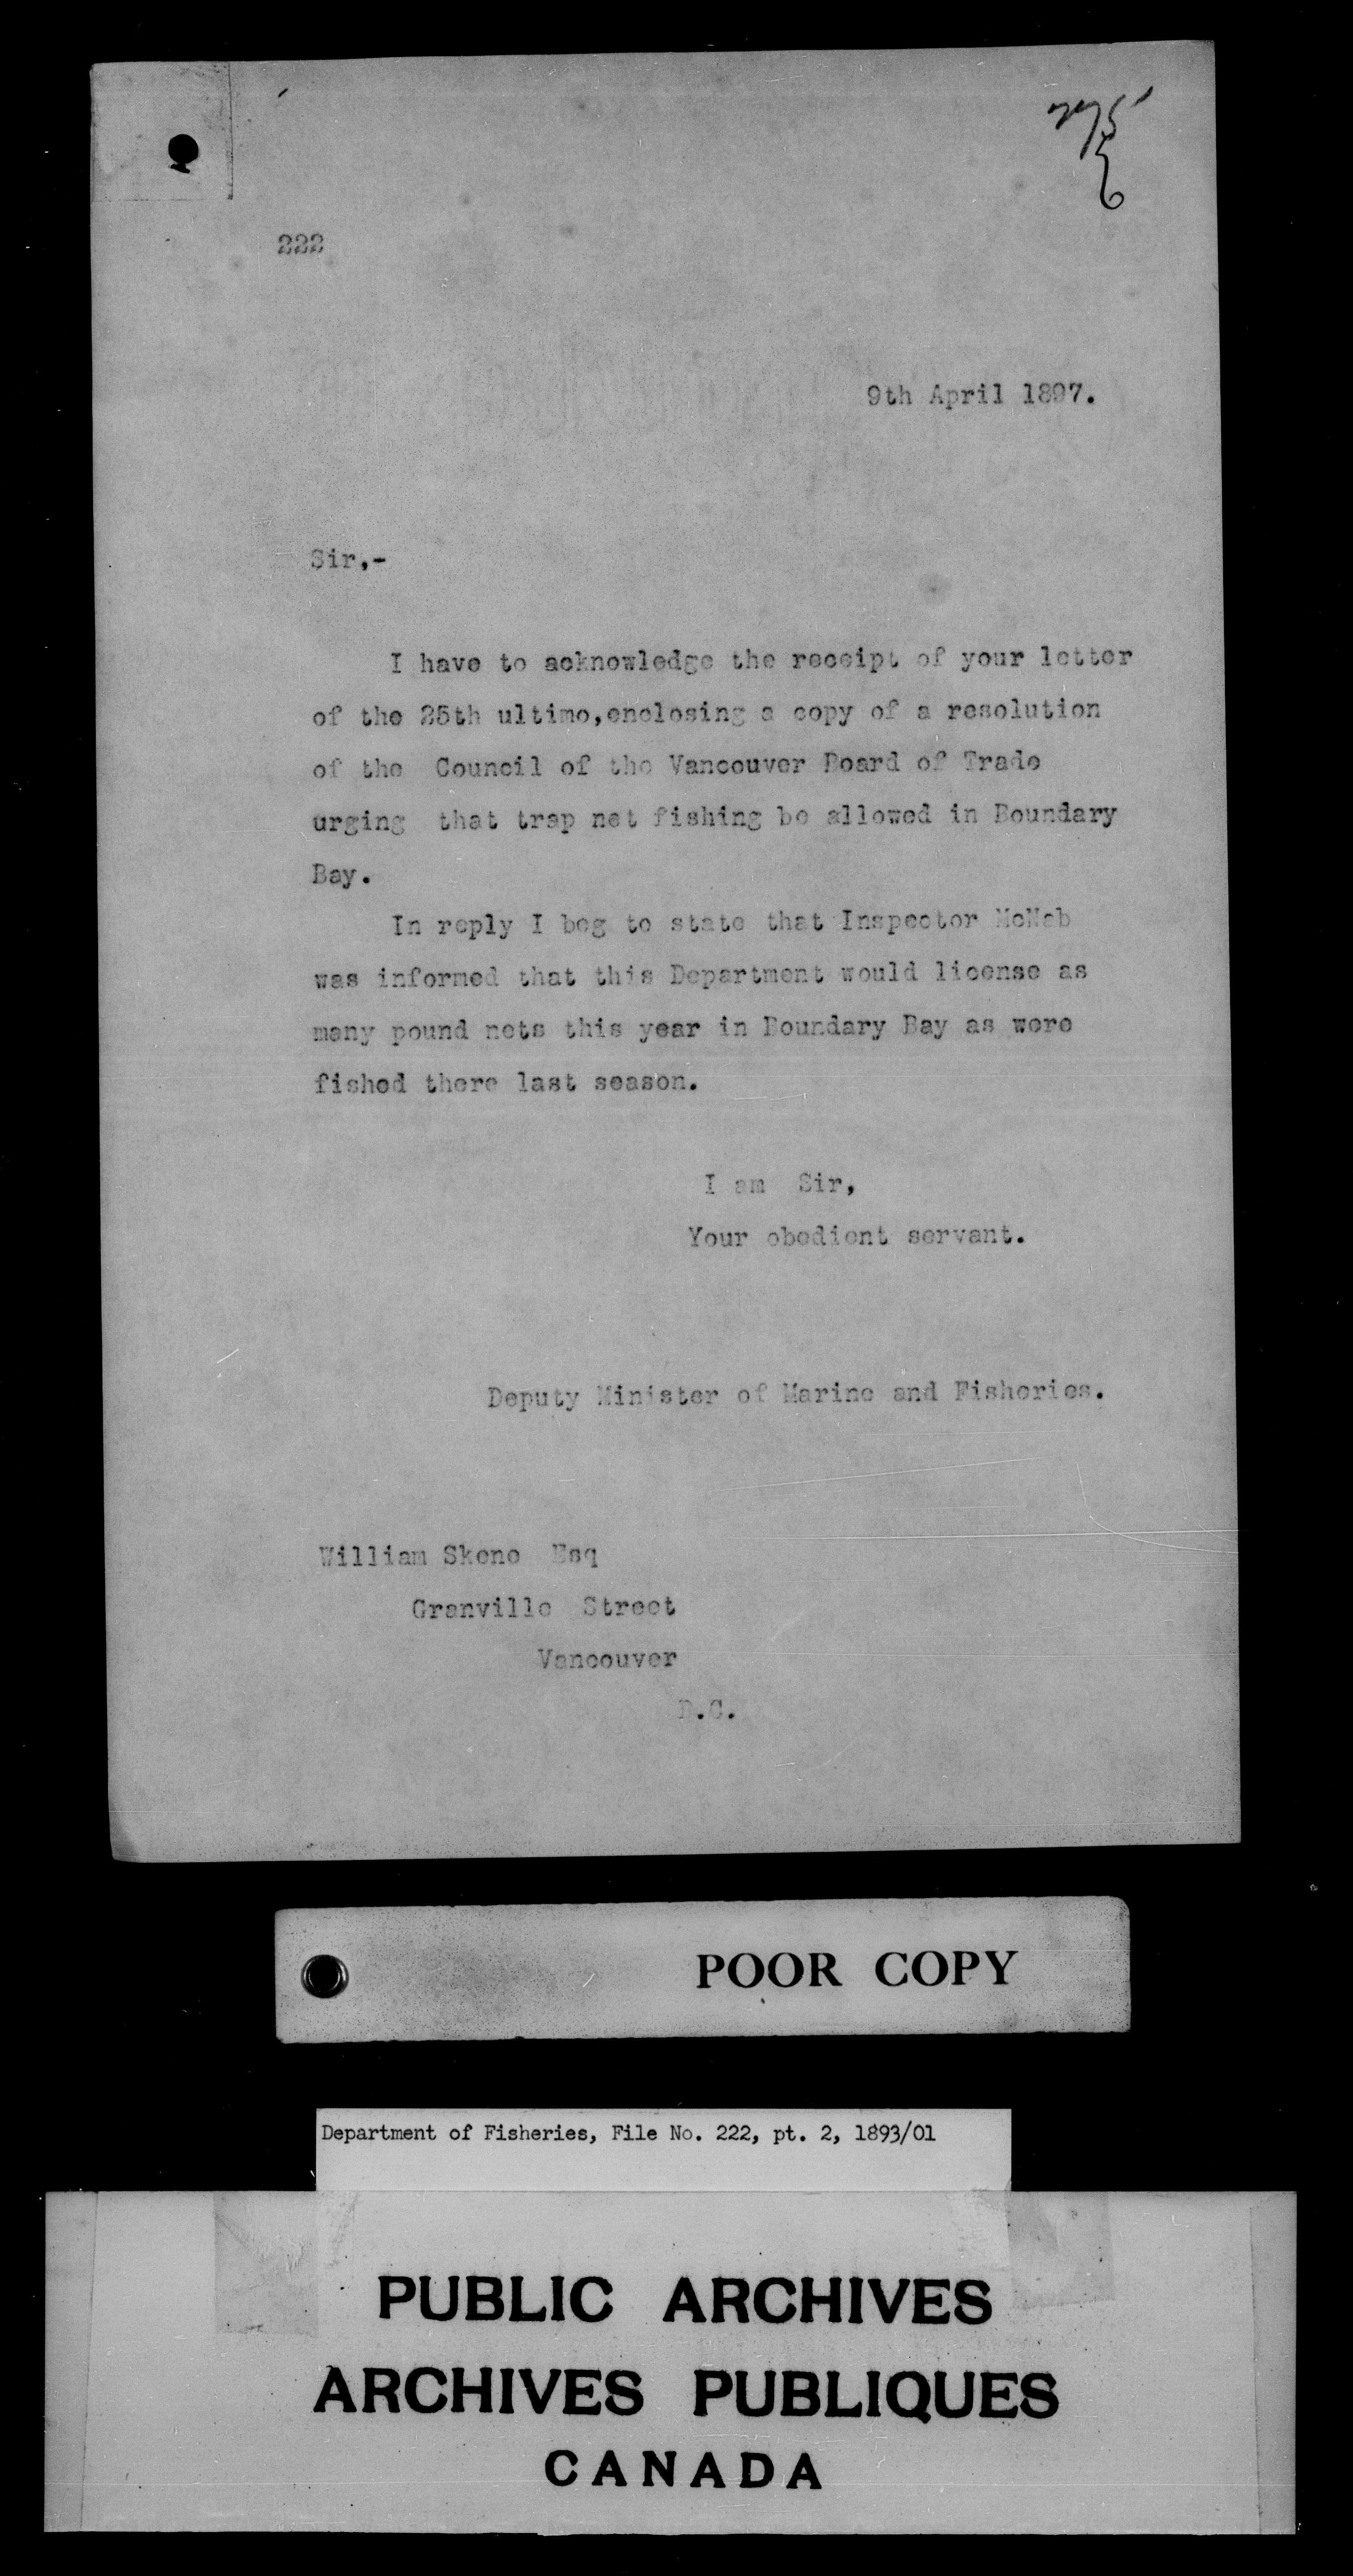 275
222
9th April 1897.
Sir,-
I have to acknowledge the receipt of your letter
of the 25th ultimo,enclosing a copy of a resolution
of the Council of the Vancouver Board of Trade
urging that trap net fishing be allowed in Boundary
Bay.
In reply I beg to state that Inspector McNab
was informed that this Department would license as
many pound nets this year in Boundary Bay as were
fished there last season.
I am Sir,
Your obedient servant.
Deputy Minister of Marine and Fisheries.
William Skene Esq
Granville Street
Vancouver
B.C.
POOR COPY
Department of Fisheries, File No. 222, pt. 2, 1893/01
PUBLIC ARCHIVES
ARCHIVES PUBLIQUES
CANADA